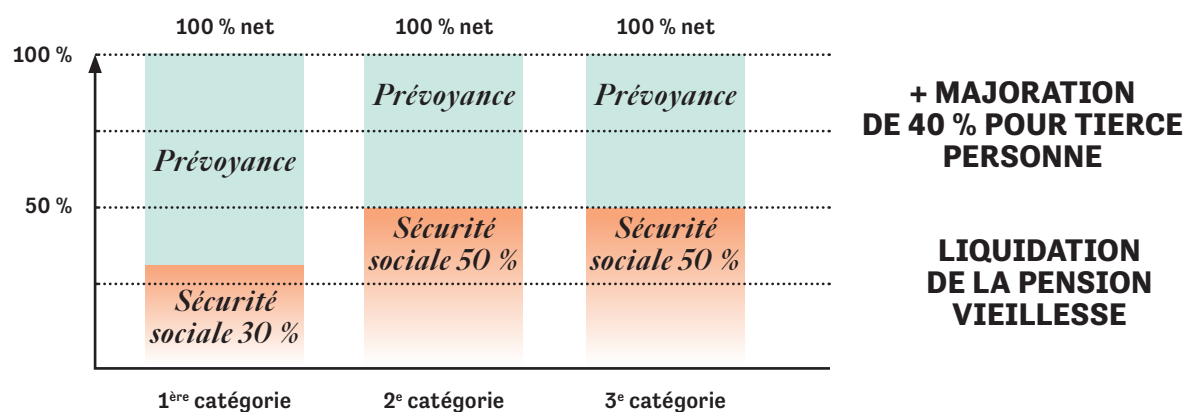 100 % net
100 % net
100 % net
100 %
Prévoyance
Prévoyance
Prévoyance
50 %
Sécurité
sociale 30 %
Sécurité
sociale 50 %
Sécurité
sociale 50 %
1ère catégorie
2e catégorie
3e catégorie
+ MAJORATION
DE 40 % POUR TIERCE
PERSONNE
LIQUIDATION
DE LA PENSION
VIEILLESSE